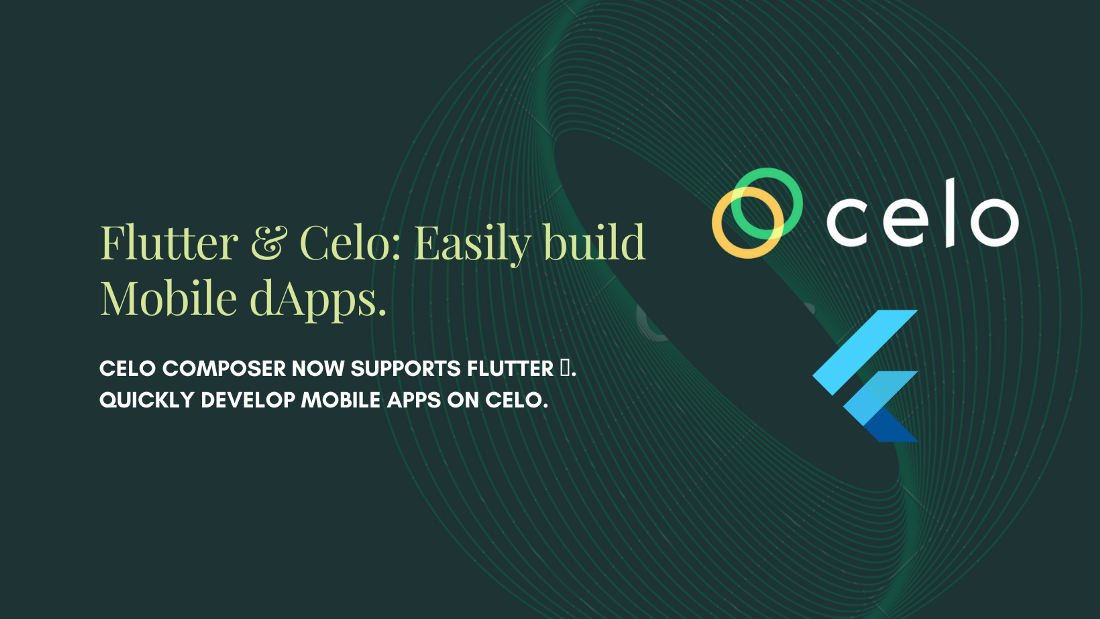 Flutter & Celo: Easily build
Mobile dApps.
CELO COMPOSER NOW SUPPORTS FLUTTER ▯.
QUICKLY DEVELOP MOBILE APPS ON CELO.
celo